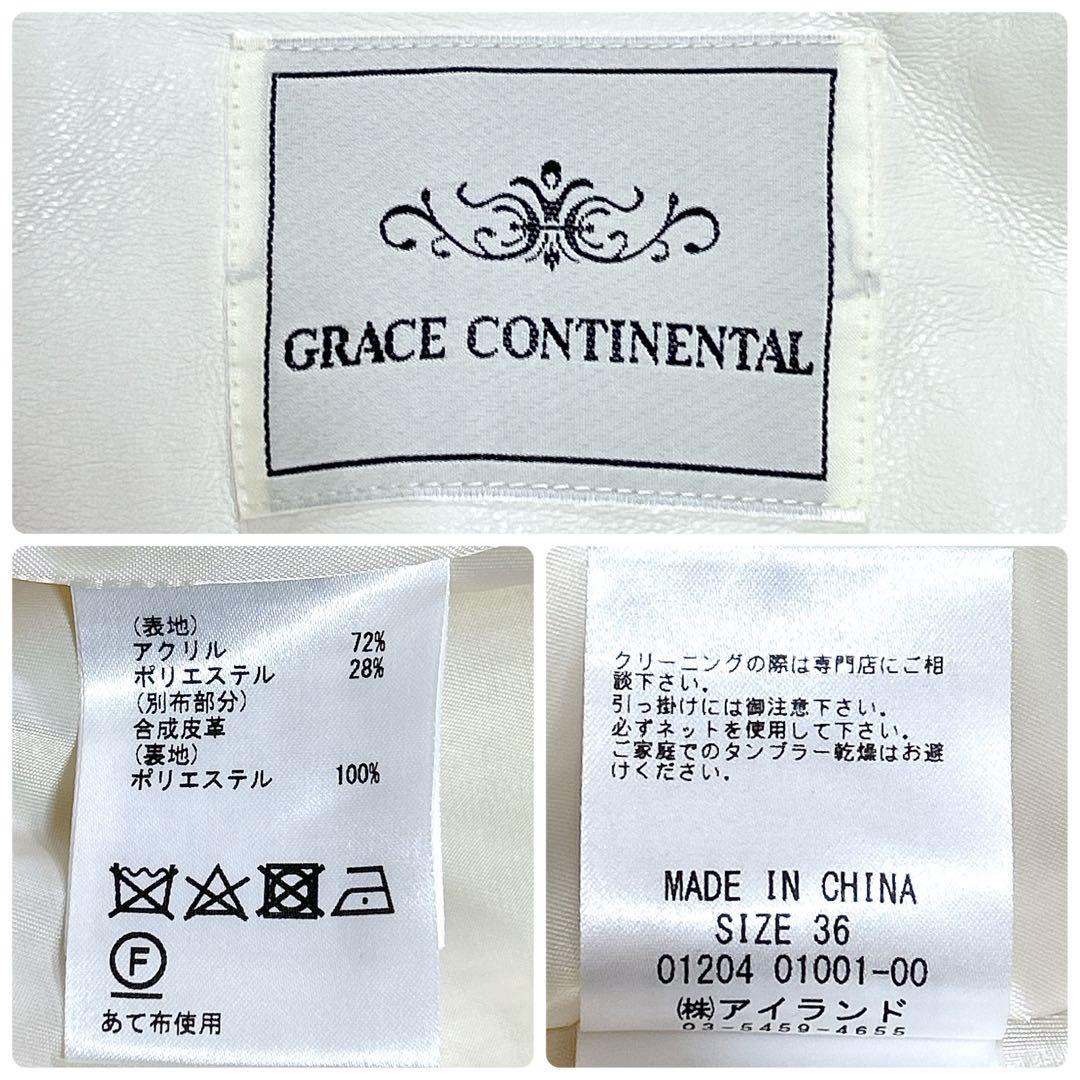 GRACE CONTINENTAL
(表地)
アクリル 72%
ポリエステル 28%
(別布部分)
合成皮革
(裏地)
ポリエステル 100%
F
あて布使用
クリーニングの際は専門店にご相
談下さい。
引っ掛けには御注意下さい。
必ずネットを使用して下さい。
ご家庭でのタンブラー乾燥はお避
けください。
MADE IN CHINA
SIZE 36
01204 01001-00
(株)アイランド
03-5459-4655